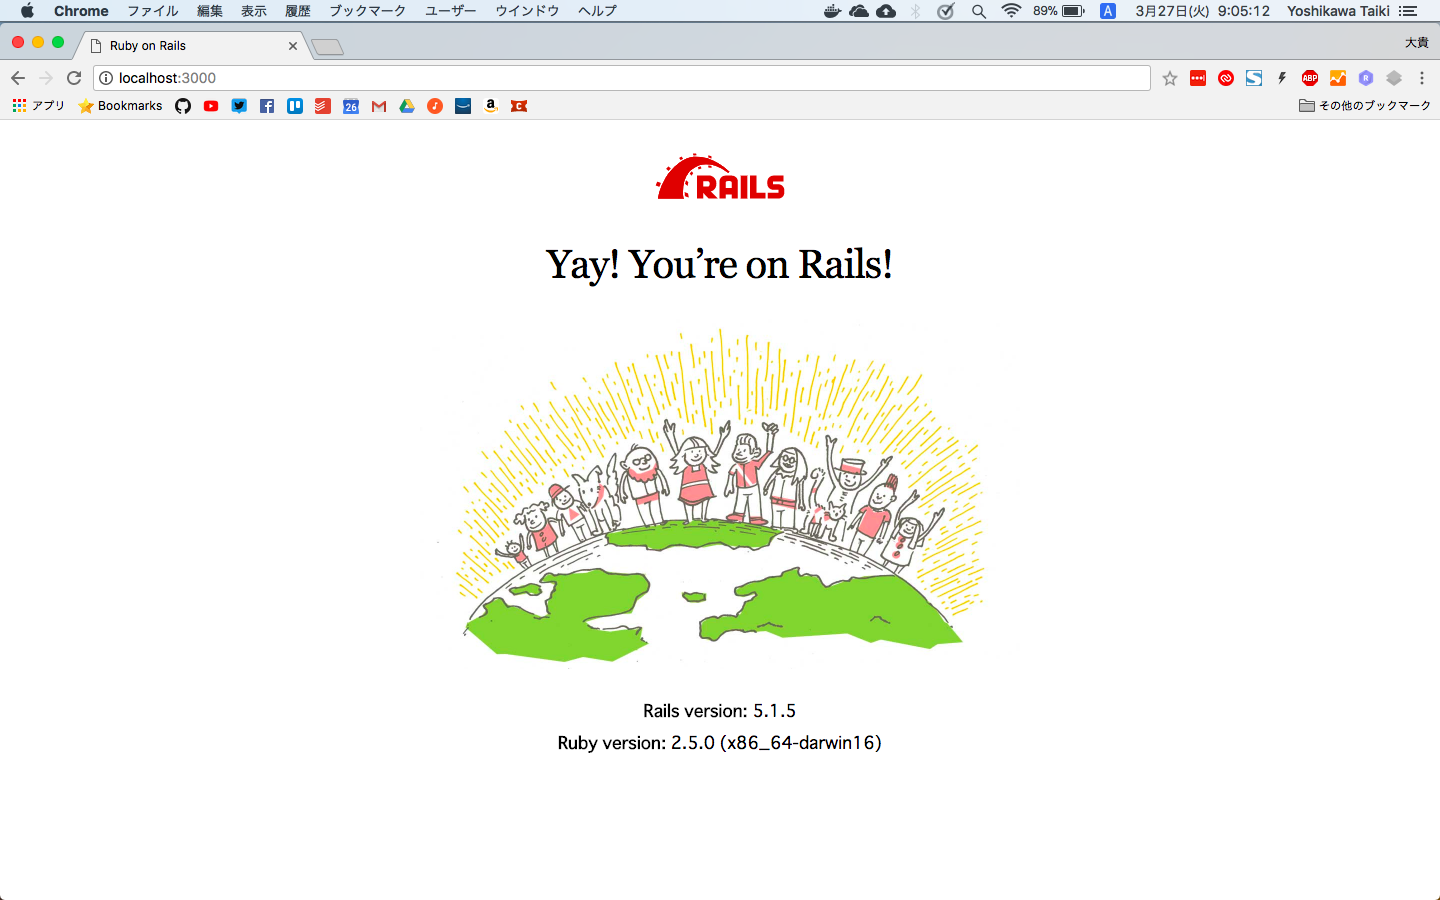 Chrome ファイル 編集 表示 履歴 ブックマーク ユーザー ウインドウ ヘルプ 89% A 3月27日(火) 9:05:12 Yoshikawa Taiki
Ruby on Rails 大貴
localhost:3000 ABP R
アプリ Bookmarks 26 a C その他のブックマーク
RAILS
Yay! You’re on Rails!
Rails version: 5.1.5
Ruby version: 2.5.0 (x86_64-darwin16)